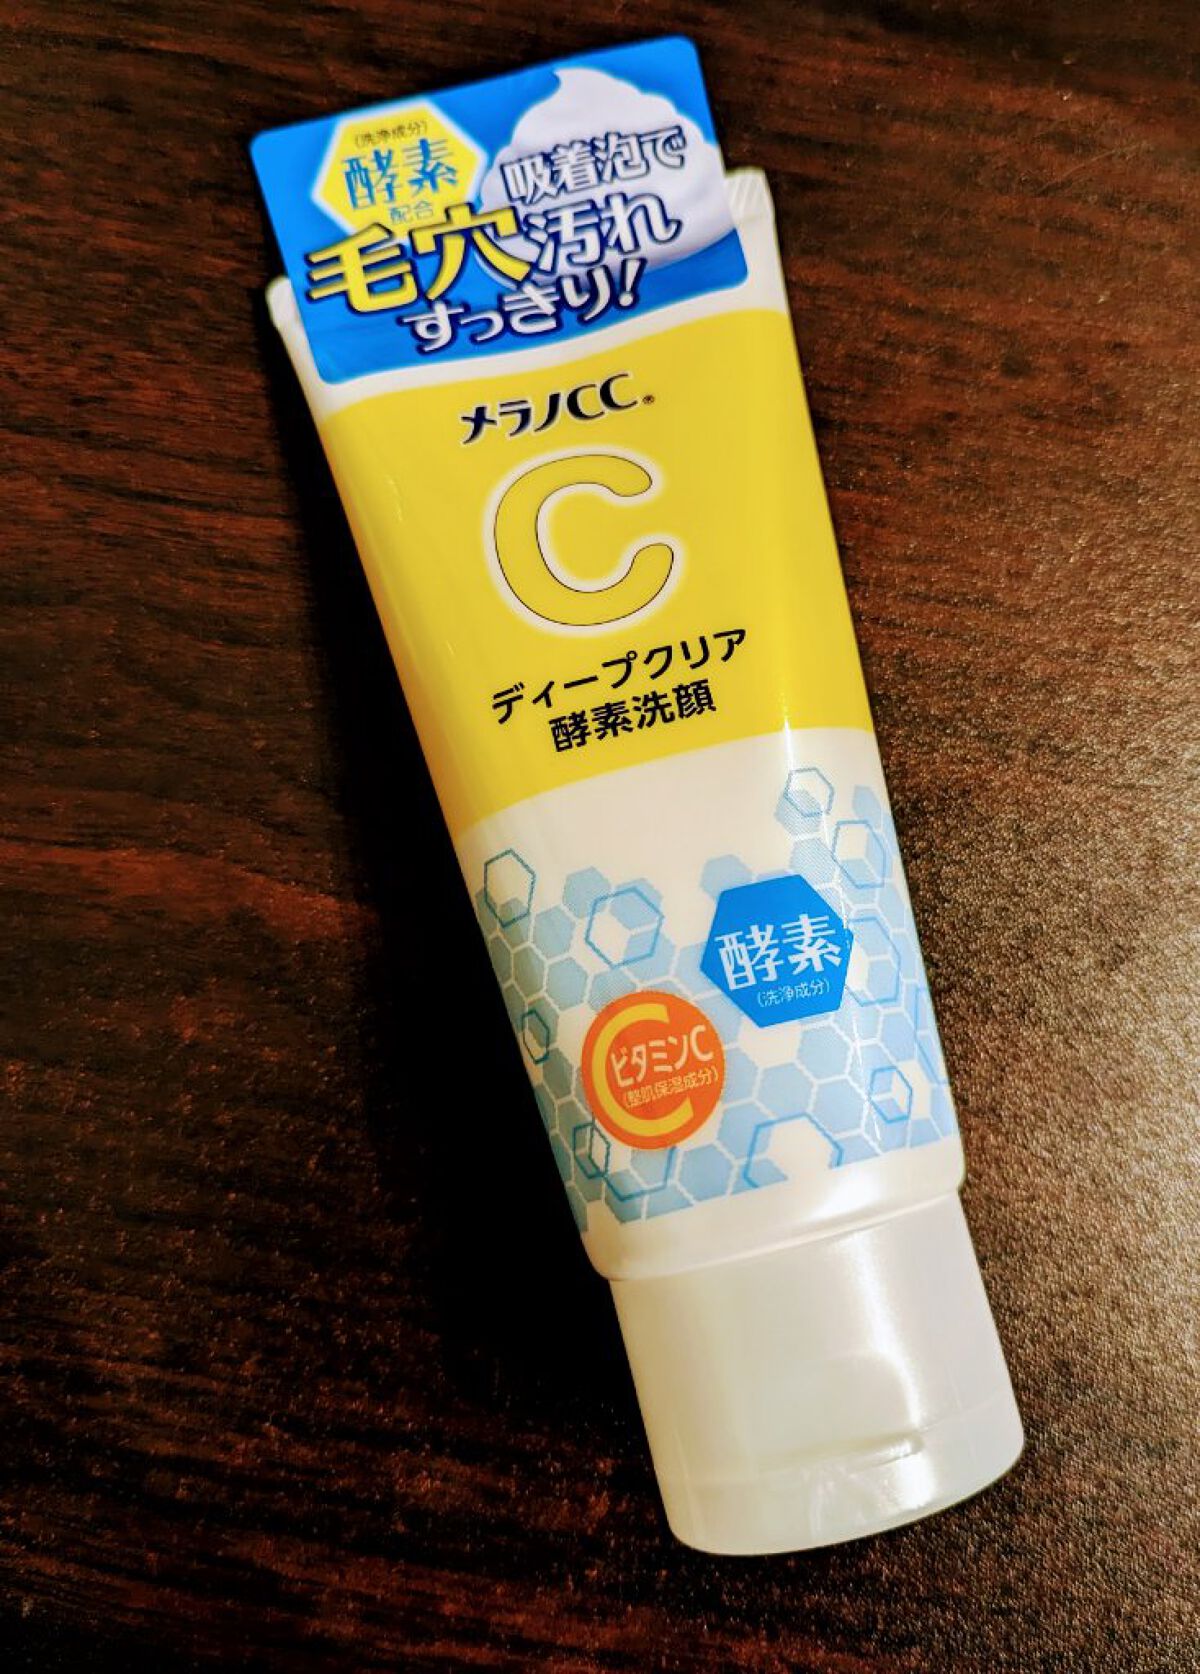 (洗浄成分)
酵素
配合
吸着泡で
毛穴汚れ
すっきり!
メラノCC®
C
ディープクリア
酵素洗顔
酵素
(洗浄成分)
ビタミンC
(整肌保湿成分)